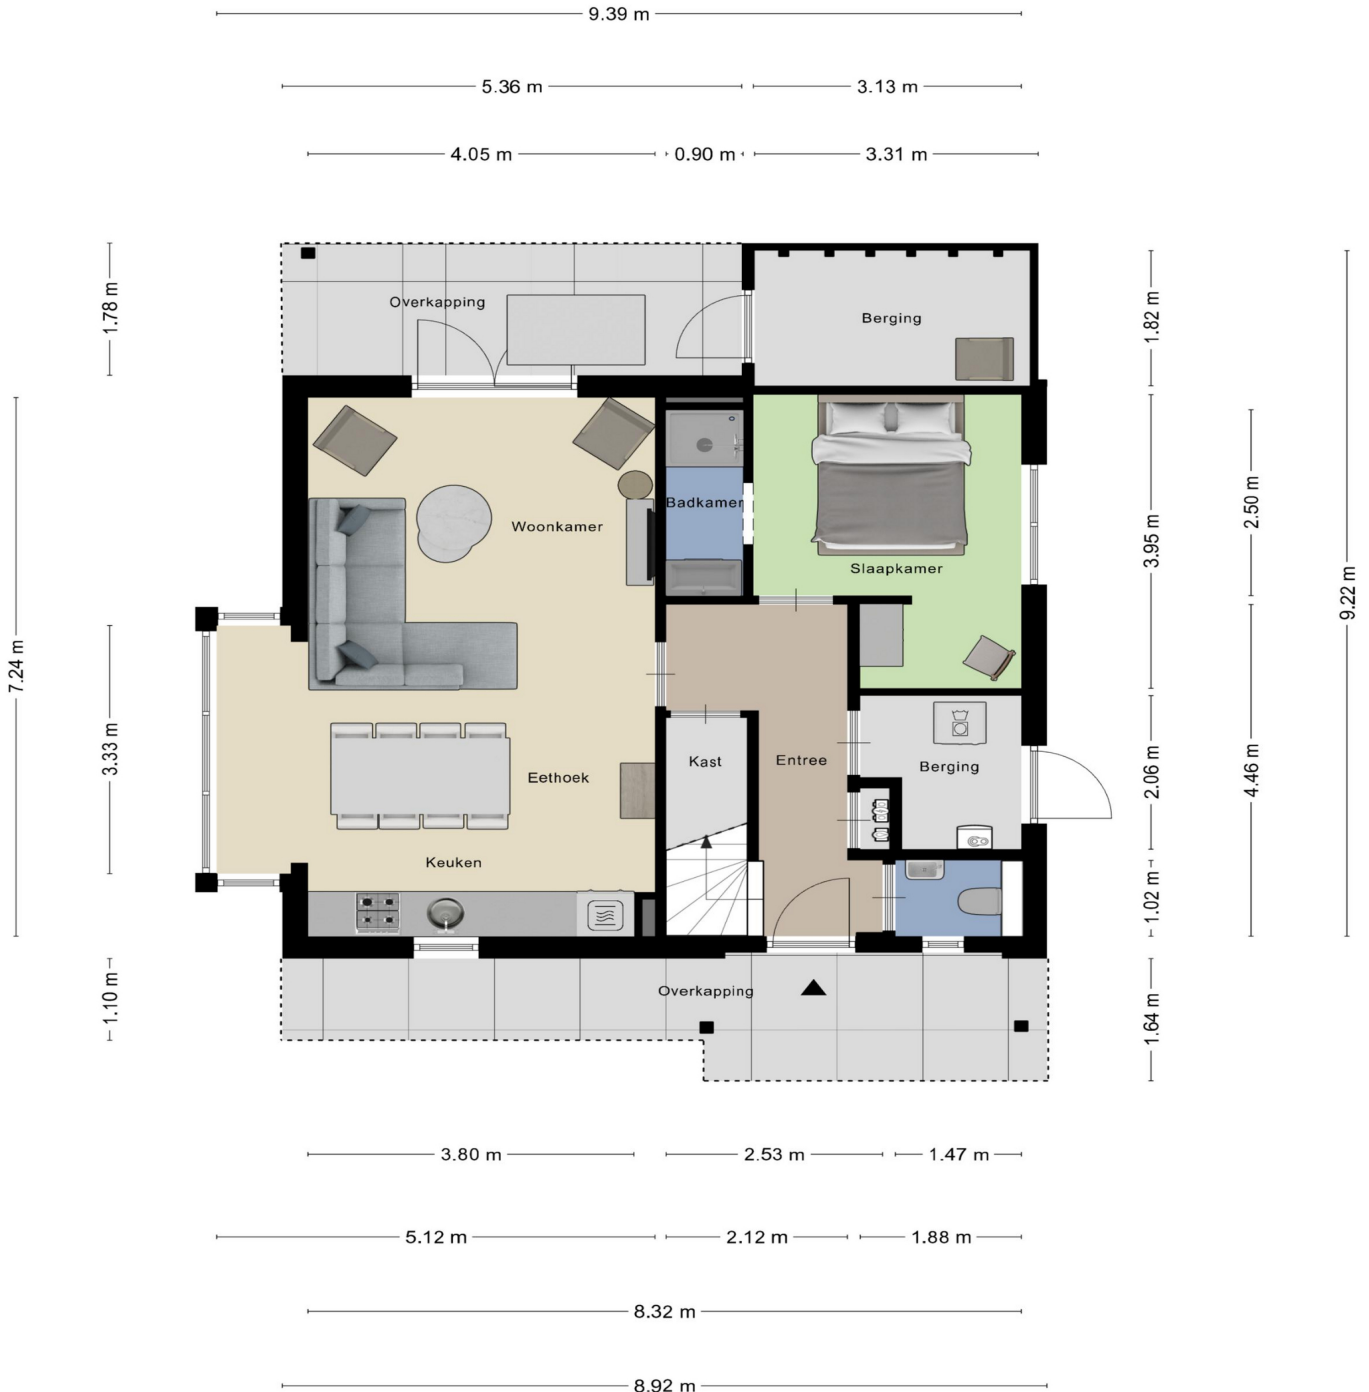 9.39 m
5.36 m
3.13 m
4.05 m
0.90 m
3.31 m
1.78 m
7.24 m
3.33 m
1.10 m
Overkapping
Berging
Woonkamer
Badkamer
Slaapkamer
Eethoek
Kast
Entree
Berging
Keuken
Overkapping
1.82 m
3.95 m
2.06 m
1.02 m
1.64 m
2.50 m
4.46 m
9.22 m
3.80 m
2.53 m
1.47 m
5.12 m
2.12 m
1.88 m
8.32 m
8.92 m